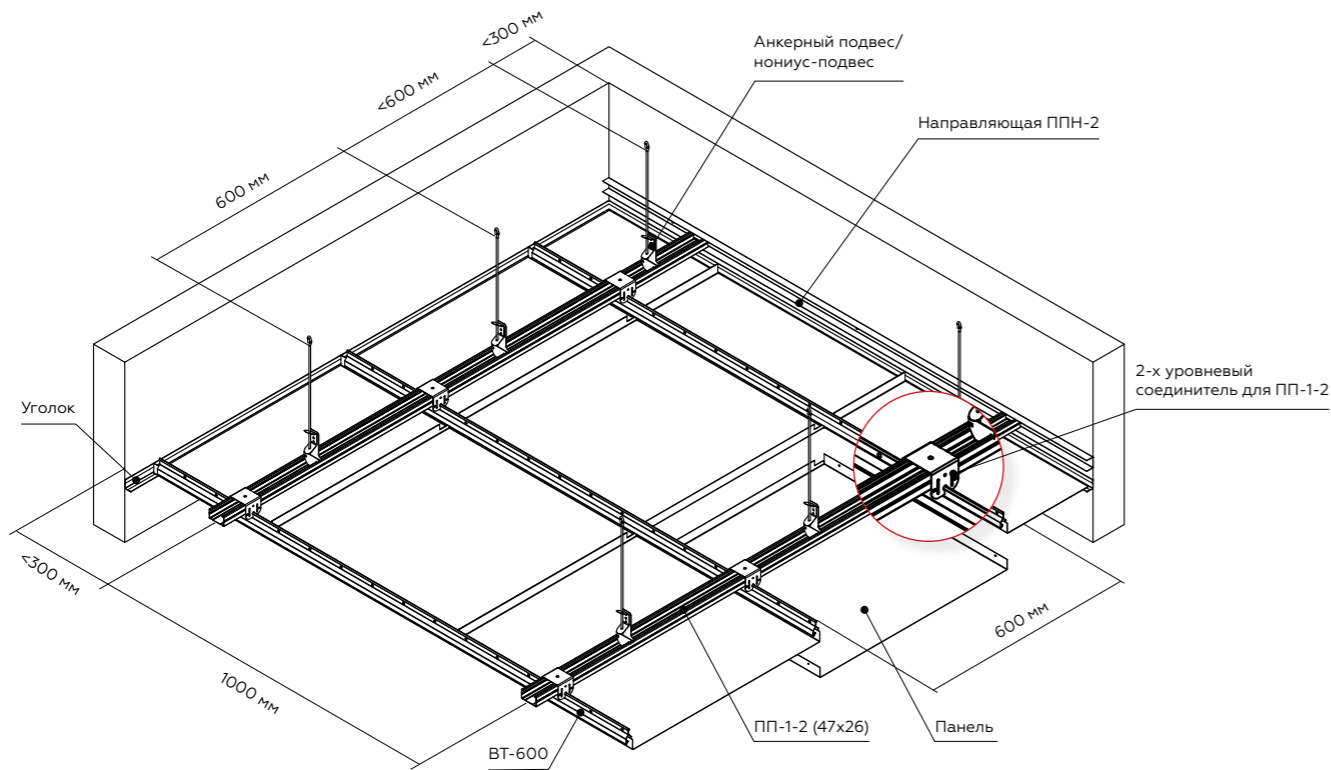 <300 мм
<600 мм
600 мм
Анкерный подвес/
нониус-подвес
Направляющая ППН-2
2-х уровневый
соединитель для ПП-1-2
Уголок
<300 мм
1000 мм
600 мм
ВТ-600
ПП-1-2 (47х26)
Панель